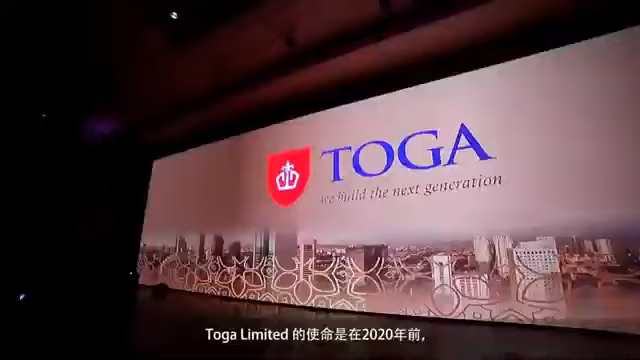 TOGA
we build the next generation
Toga Limited 的使命是在2020年前,